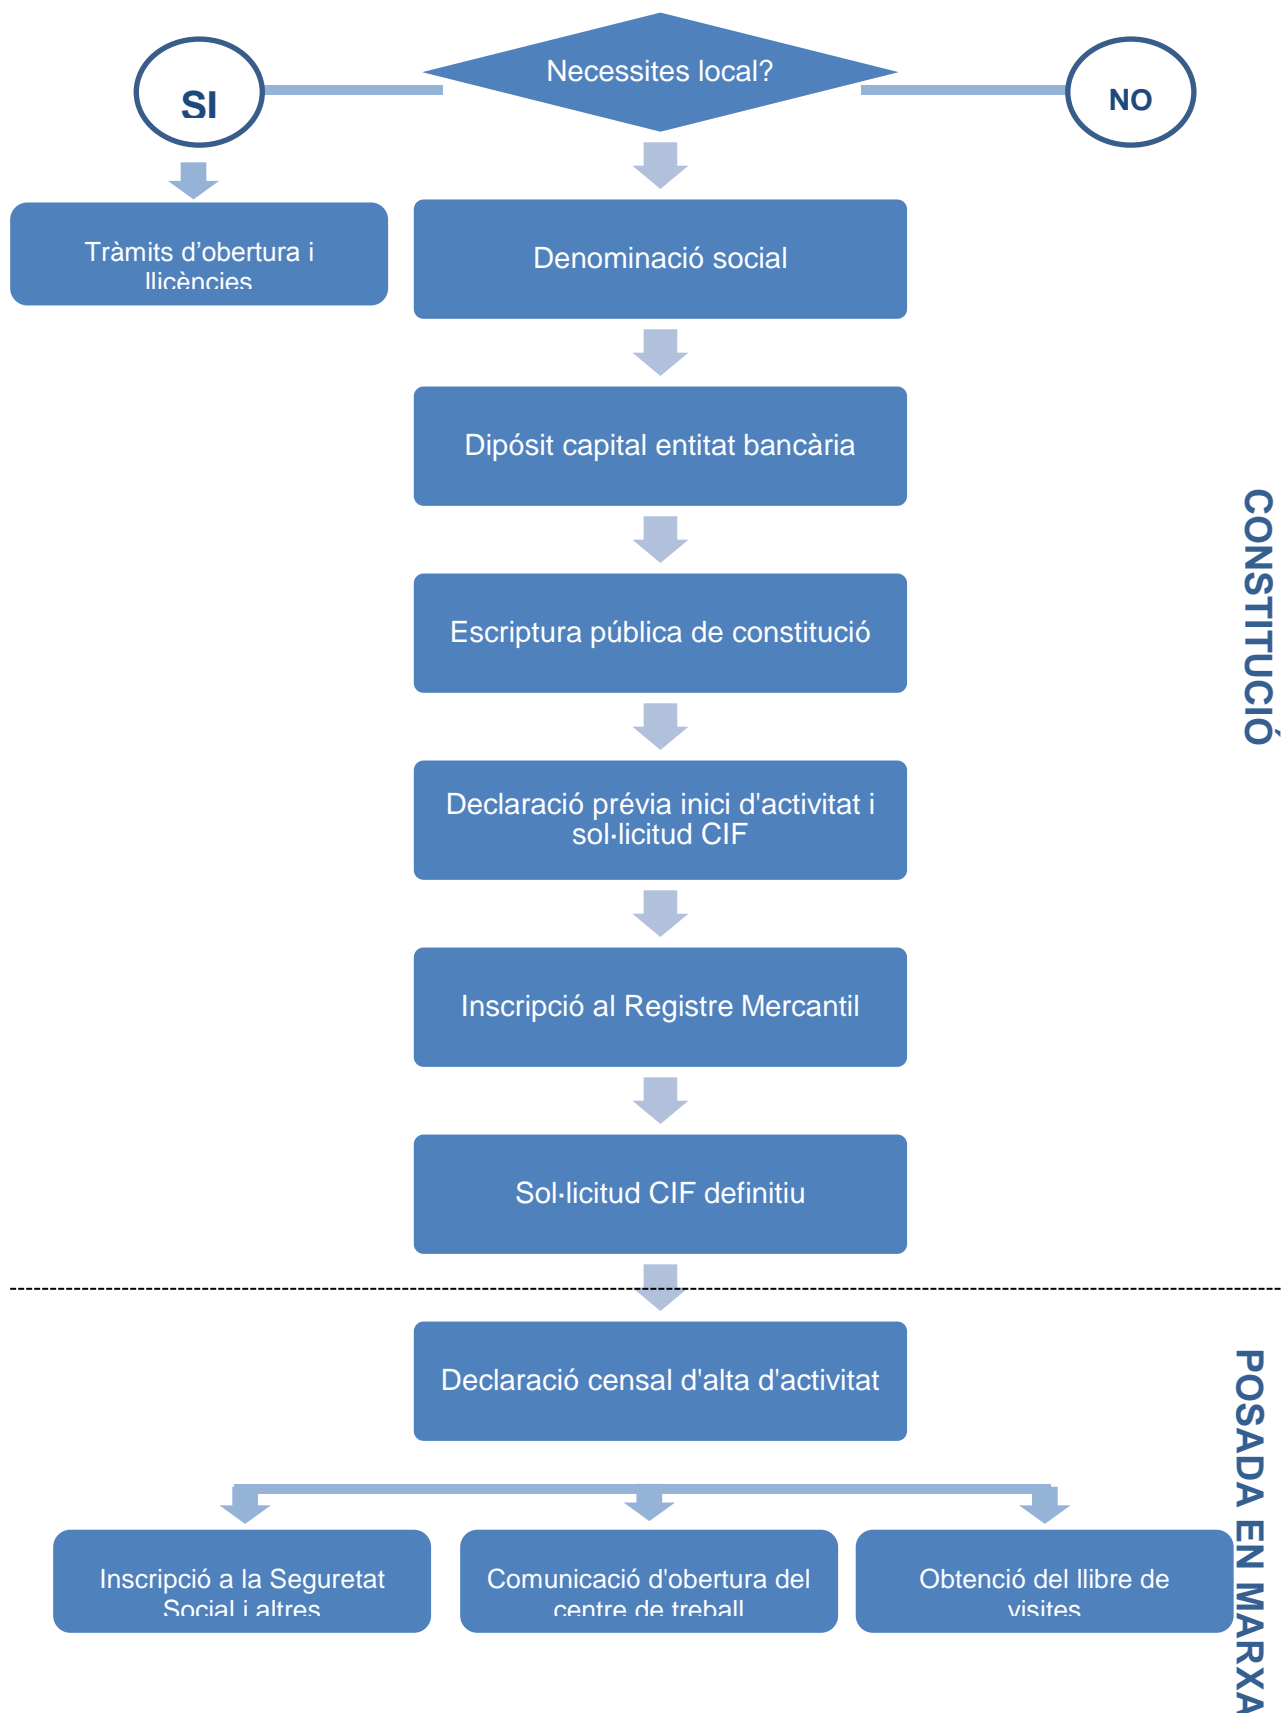 Necessites local?
SI
NO
Tràmits d’obertura i
llicències
Denominació social
Dipósit capital entitat bancària
Escriptura pública de constitució
Declaració prévia inici d'activitat i
sol·licitud CIF
Inscripció al Registre Mercantil
Sol·licitud CIF definitiu
CONSTITUCIÓ
Declaració censal d'alta d'activitat
Inscripció a la Seguretat
Social i altres
Comunicació d'obertura del
centre de treball
Obtenció del llibre de
visites
POSADA EN MARXA